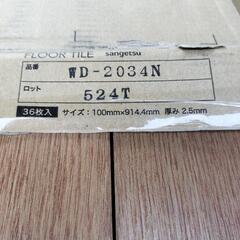 FLOOR TILE sangetsu
品番 WD-2034N
ロット 524T
36枚入 サイズ：100mm×914.4mm 厚み 2.5mm